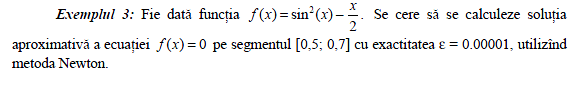 Exemplul 3: Fie dată funcția f(x)=sin²(x)−x/2. Se cere să se calculeze soluția
aproximativă a ecuației f(x)=0 pe segmentul [0,5; 0,7] cu exactitatea ε = 0.00001, utilizînd
metoda Newton.